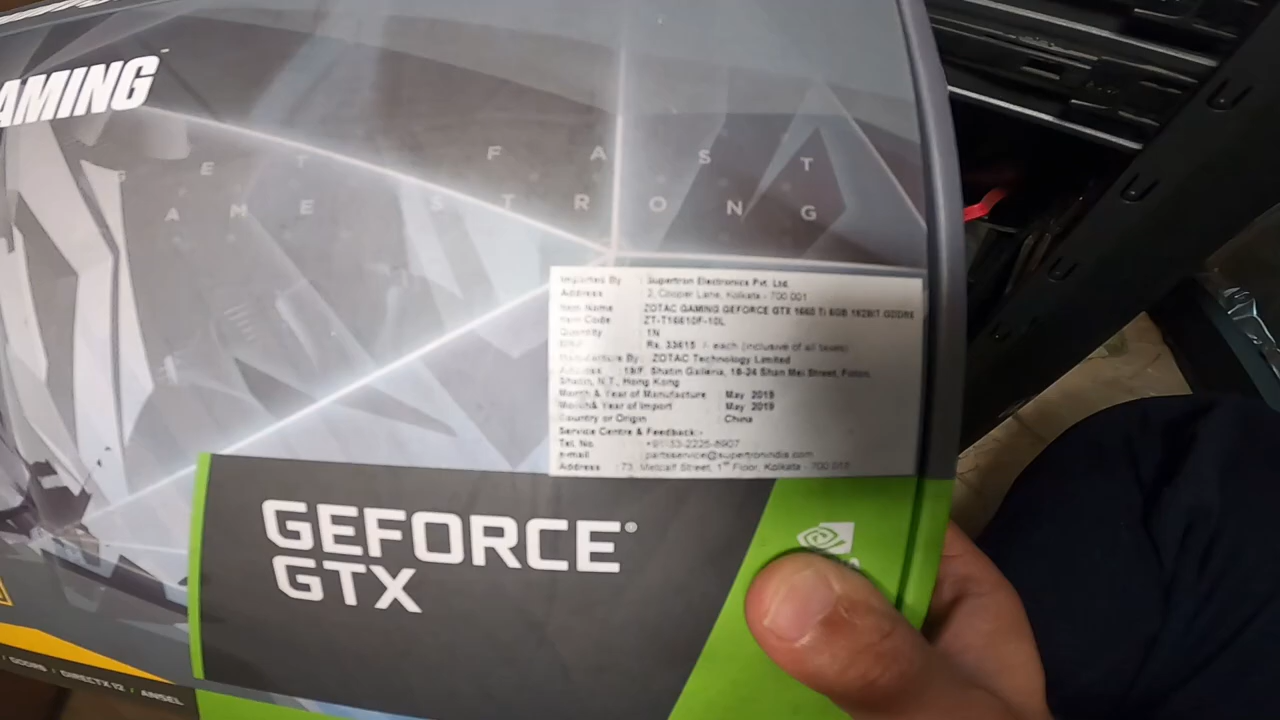 AMING
GET FAST
GAME STRONG
Imported By : Supertron Electronics Pvt. Ltd.
Address : 2, Cooper Lane, Kolkata - 700 001
Item Name : ZOTAC GAMING GEFORCE GTX 1660 Ti 6GB 192BIT GDDR6
Item Code : ZT-T16610F-10L
Quantity : 1N
MRP : Rs. 33615 /- each (inclusive of all taxes)
Manufacture By : ZOTAC Technology Limited
Address : 19/F, Shatin Galleria, 18-24 Shan Mei Street, Fotan,
Shatin, N.T., Hong Kong
Month & Year of Manufacture : May 2019
Month& Year of Import : May 2019
Country or Origin : China
Service Centre & Feedback:-
Tel. No. : +91-33-2225-
e-mail : partsservice@supertronindia.com
Address : 73, Metcalf Street, 1st Floor, Kolkata - 700
GEFORCE®
GTX
/ GDDR6 / DIRECTX 12 / ANSEL